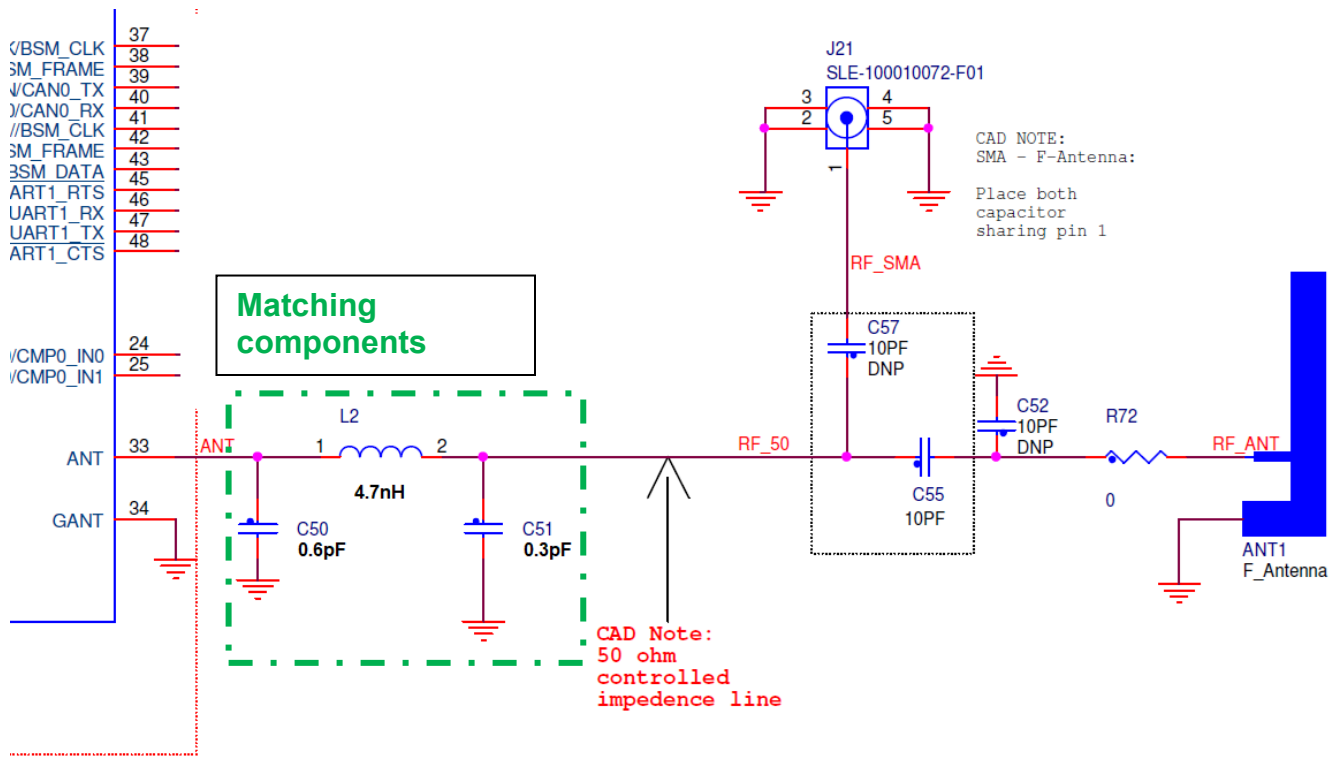 37
/BSM_CLK
38
SM_FRAME
39
/CAN0_TX
40
/CAN0_RX
41
/BSM_CLK
42
SM_FRAME
43
BSM_DATA
45
ART1_RTS
46
UART1_RX
47
UART1_TX
48
ART1_CTS
24
/CMP0_IN0
25
/CMP0_IN1
33
ANT
ANT
34
GANT
Matching
components
L2
1
2
4.7nH
C50
0.6pF
C51
0.3pF
CAD Note:
50 ohm
controlled
impedence line
RF_50
J21
SLE-100010072-F01
3
4
2
5
1
CAD NOTE:
SMA - F-Antenna:
Place both
capacitor
sharing pin 1
RF_SMA
C57
10PF
DNP
C55
10PF
C52
10PF
DNP
R72
0
RF_ANT
ANT1
F_Antenna